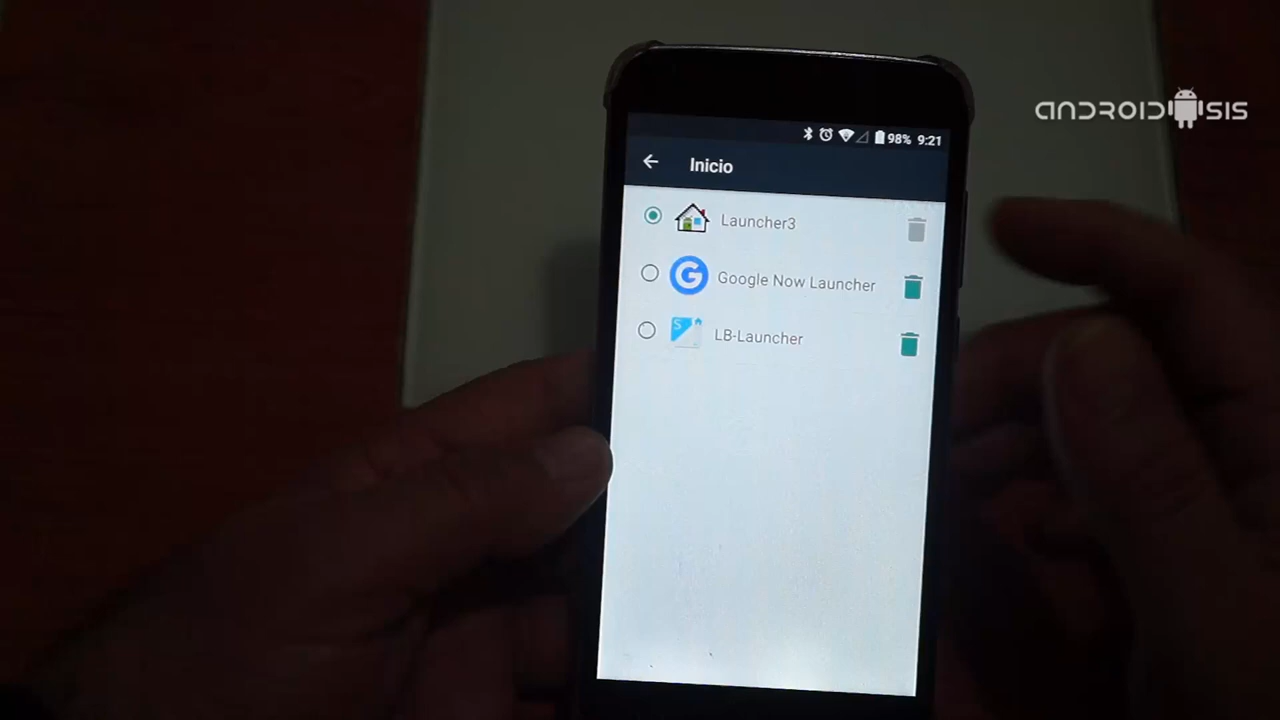 ANDROIDSIS
98% 9:21
Inicio
Launcher3
G Google Now Launcher
S LB-Launcher